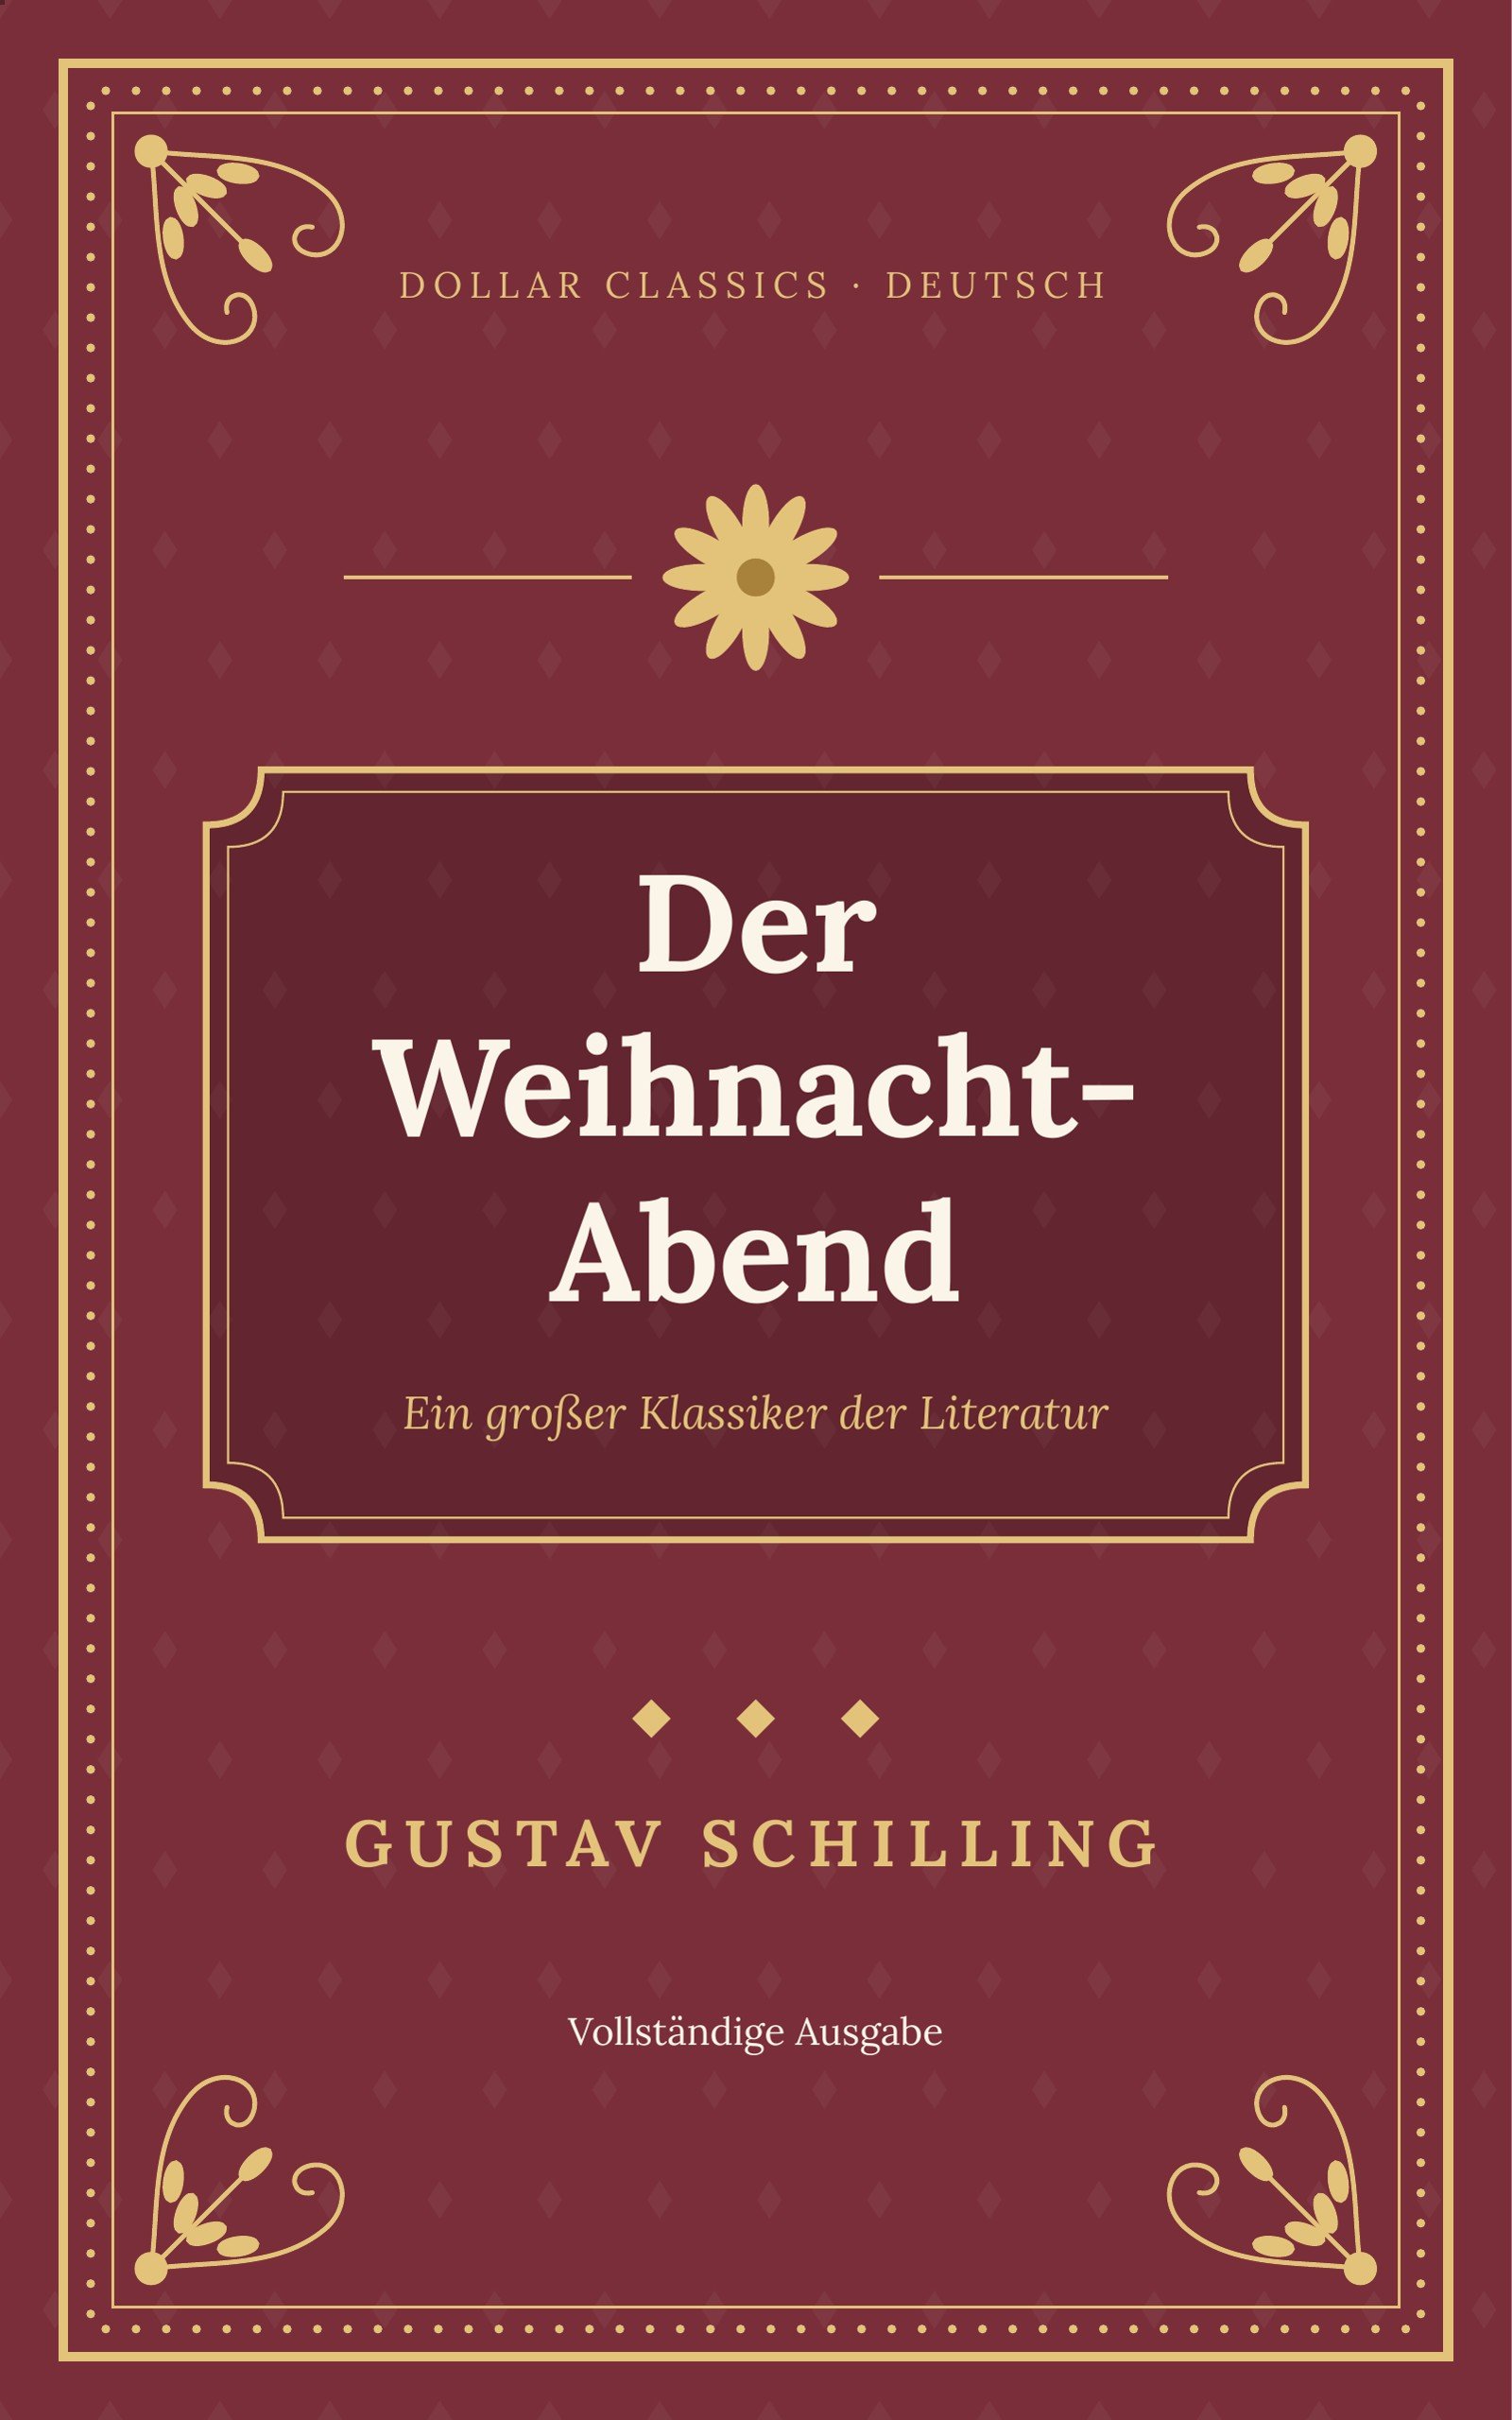 DOLLAR CLASSICS · DEUTSCH
Der
Weihnacht-
Abend
Ein großer Klassiker der Literatur
GUSTAV SCHILLING
Vollständige Ausgabe